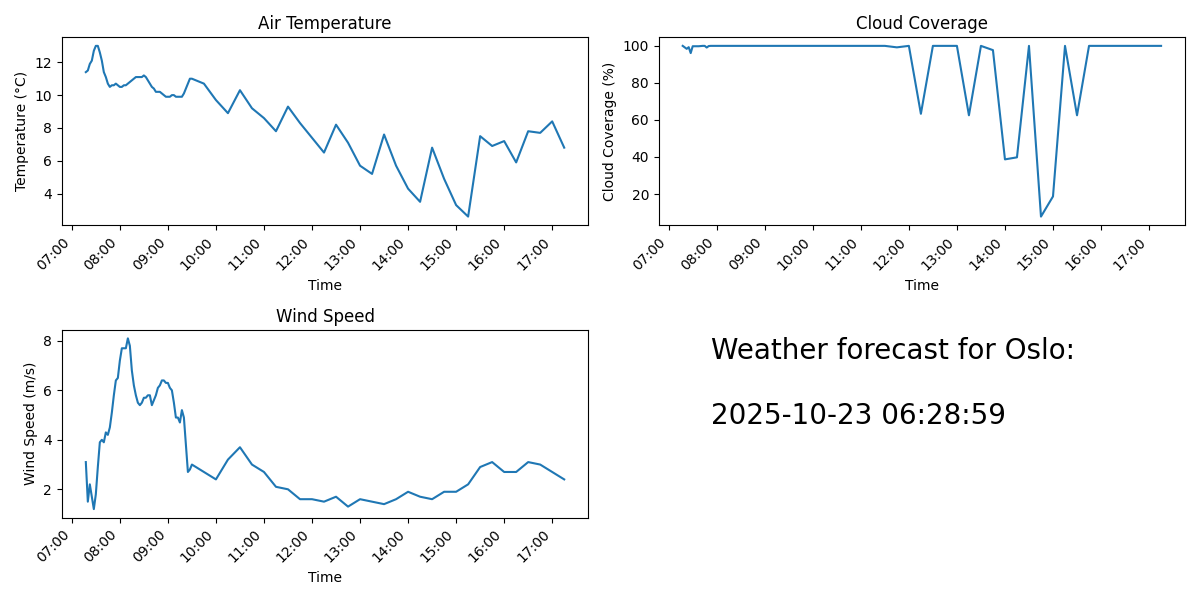 Air Temperature
Temperature (°C)
12
10
8
6
4
07:00 08:00 09:00 10:00 11:00 12:00 13:00 14:00 15:00 16:00 17:00
Time
Cloud Coverage
Cloud Coverage (%)
100
80
60
40
20
07:00 08:00 09:00 10:00 11:00 12:00 13:00 14:00 15:00 16:00 17:00
Time
Wind Speed
Wind Speed (m/s)
8
6
4
2
07:00 08:00 09:00 10:00 11:00 12:00 13:00 14:00 15:00 16:00 17:00
Time
Weather forecast for Oslo:
2025-10-23 06:28:59